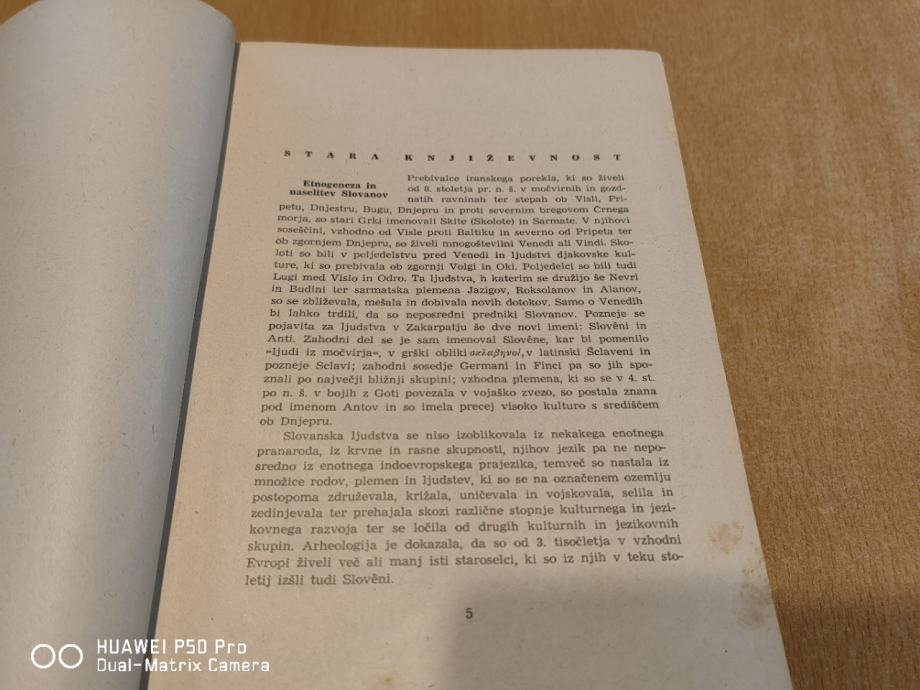 STARA KNJIŽEVNOST
Etnogeneza in
naselitev Slovanov
Prebivalce iranskega porekla, ki so živeli
od 8. stoletja pr. n. š. v močvirnih in gozd-
natih ravninah ter stepah ob Visli, Pri-
petu, Dnjestru, Bugu, Dnjepru in proti severnim bregovom Črnega
morja, so stari Grki imenovali Skite (Skolote) in Sarmate. V njihovi
soseščini, vzhodno od Visle proti Baltiku in severno od Pripeta ter
ob zgornjem Dnjepru, so živeli mnogoštevilni Venedi ali Vindi. Sko-
loti so bili v poljedelstvu pred Venedi in ljudstvi djakovske kul-
ture, ki so prebivala ob zgornji Volgi in Oki. Poljedelci so bili tudi
Lugi med Vislo in Odro. Ta ljudstva, h katerim se družijo še Nevri
in Budini ter sarmatska plemena Jazigov, Roksolanov in Alanov,
so se zbliževala, mešala in dobivala novih dotokov. Samo o Venedih
bi lahko trdili, da so neposredni predniki Slovanov. Pozneje se
pojavita za ljudstva v Zakarpatju še dve novi imeni: Slovêni in
Anti. Zahodni del se je sam imenoval Slovêne, kar bi pomenilo
»ljudi iz močvirja«, v grški obliki σκλαβηνοί, v latinski Sclaveni in
pozneje Sclavi; zahodni sosedje Germani in Finci pa so jih spo-
znali po največji bližnji skupini; vzhodna plemena, ki so se v 4. st.
po n. š. v bojih z Goti povezala v vojaško zvezo, so postala znana
pod imenom Antov in so imela precej visoko kulturo s središčem
ob Dnjepru.
Slovanska ljudstva se niso izoblikovala iz nekakega enotnega
pranaroda, iz krvne in rasne skupnosti, njihov jezik pa ne nepo-
sredno iz enotnega indoevropskega prajezika, temveč so nastala iz
množice rodov, plemen in ljudstev, ki so se na označenem ozemlju
postopoma združevala, križala, uničevala in vojskovala, selila in
zedinjevala ter prehajala skozi različne stopnje kulturnega in jezi-
kovnega razvoja ter se ločila od drugih kulturnih in jezikovnih
skupin. Arheologija je dokazala, da so od 3. tisočletja v vzhodni
Evropi živeli več ali manj isti staroselci, ki so iz njih v teku sto-
letij izšli tudi Slovêni.
5
HUAWEI P50 Pro
Dual-Matrix Camera